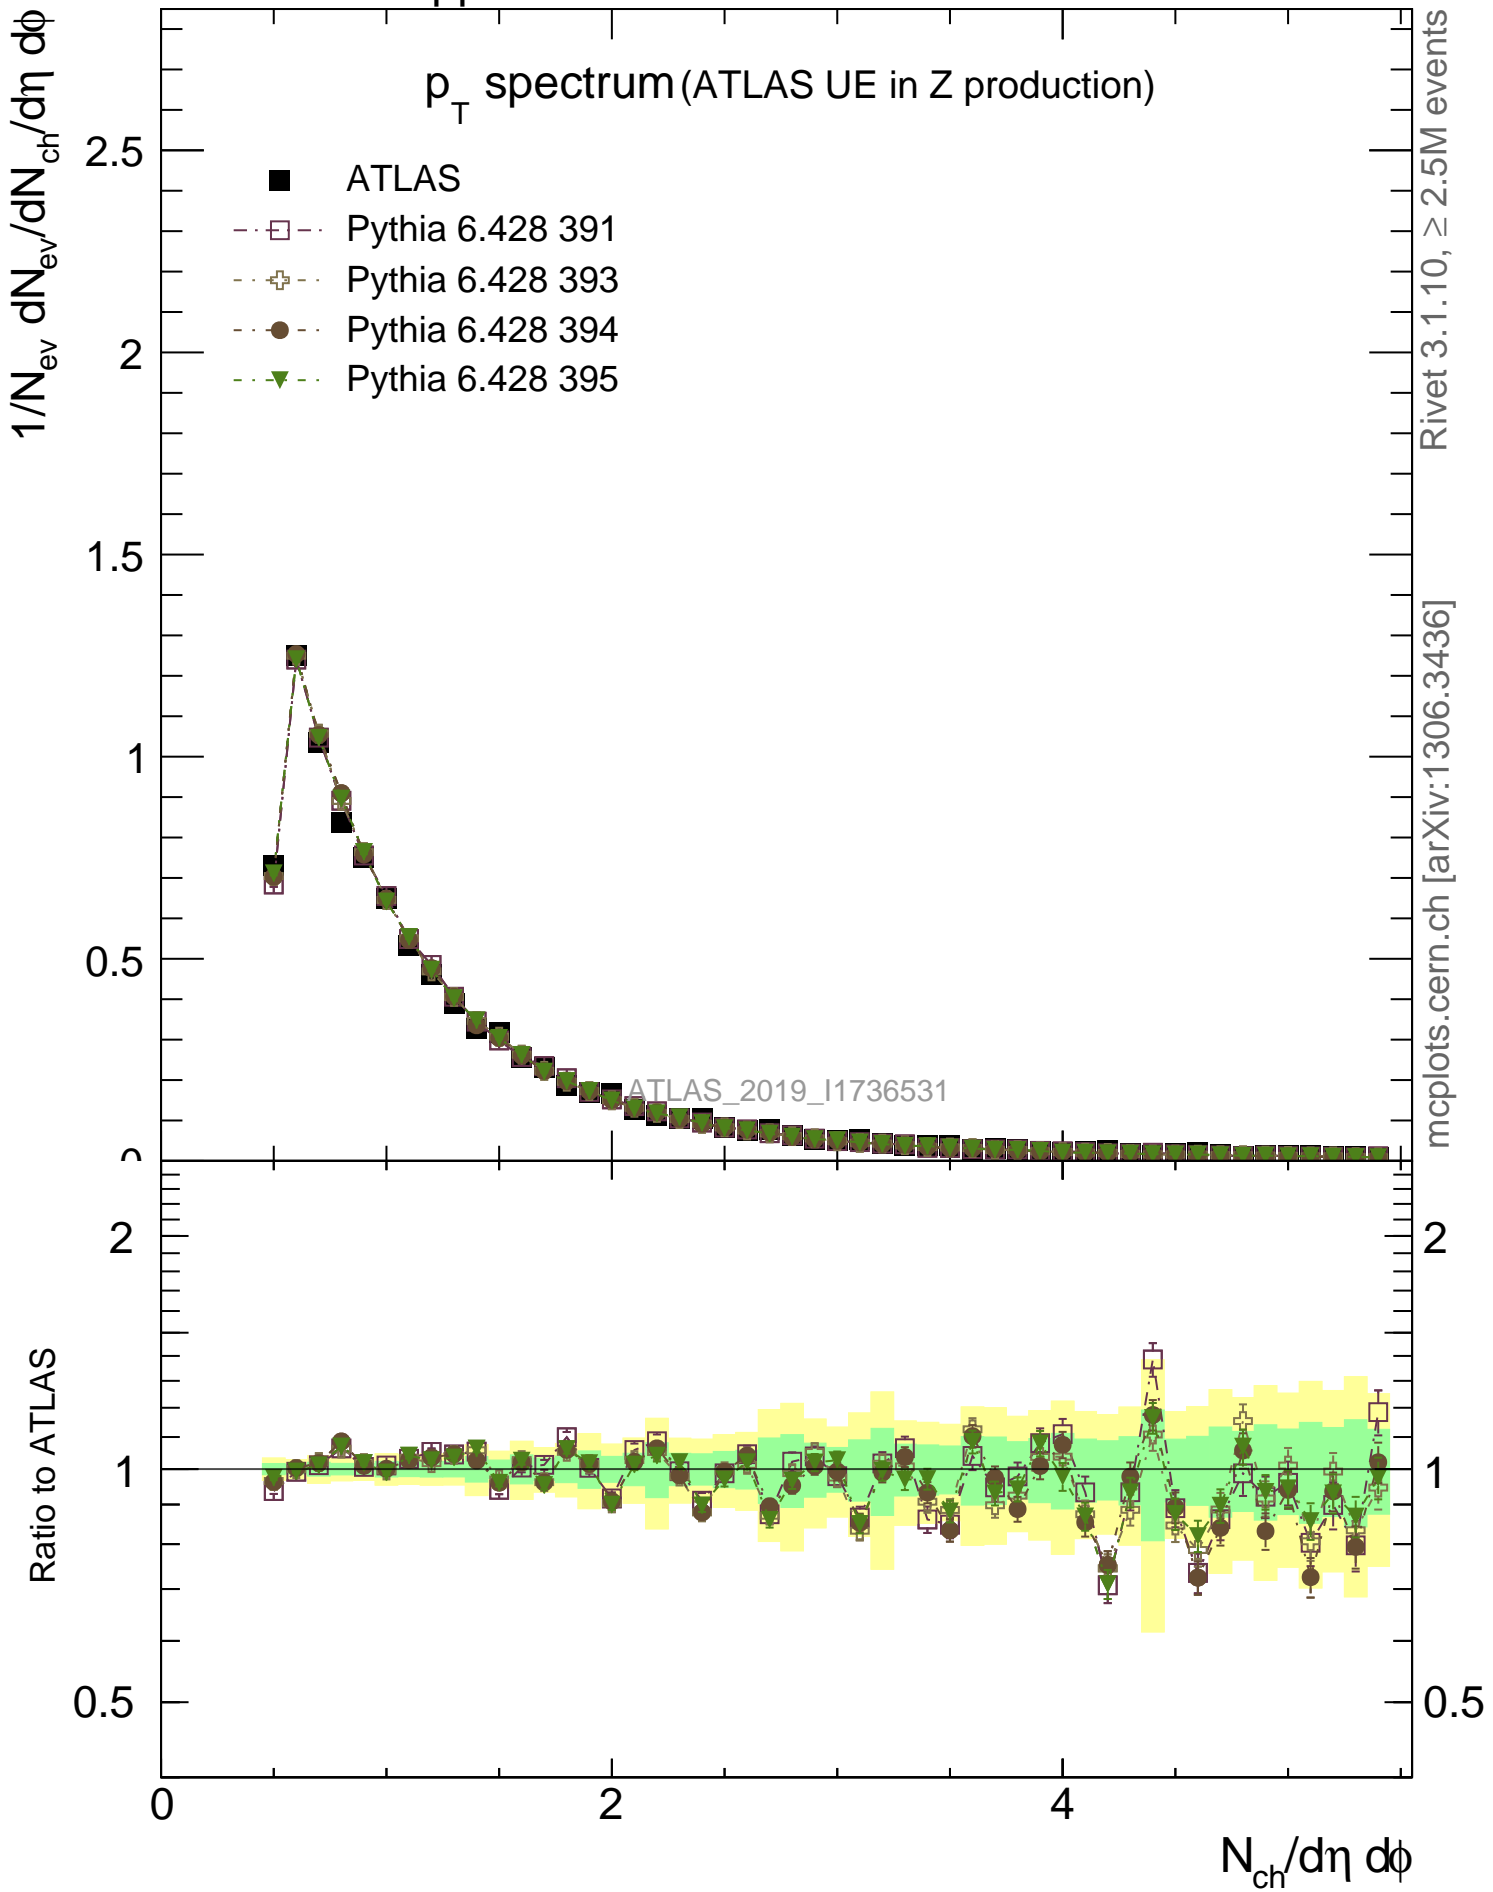 pp
1/N_ev dN_ev/dN_ch/dη dϕ
p_T spectrum (ATLAS UE in Z production)
ATLAS
Pythia 6.428 391
Pythia 6.428 393
Pythia 6.428 394
Pythia 6.428 395
2.5
2
1.5
1
0.5
0
ATLAS_2019_I1736531
Rivet 3.1.10, ≥ 2.5M events
mcplots.cern.ch [arXiv:1306.3436]
Ratio to ATLAS
2
1
0.5
2
1
0.5
0
2
4
N_ch/dη dϕ